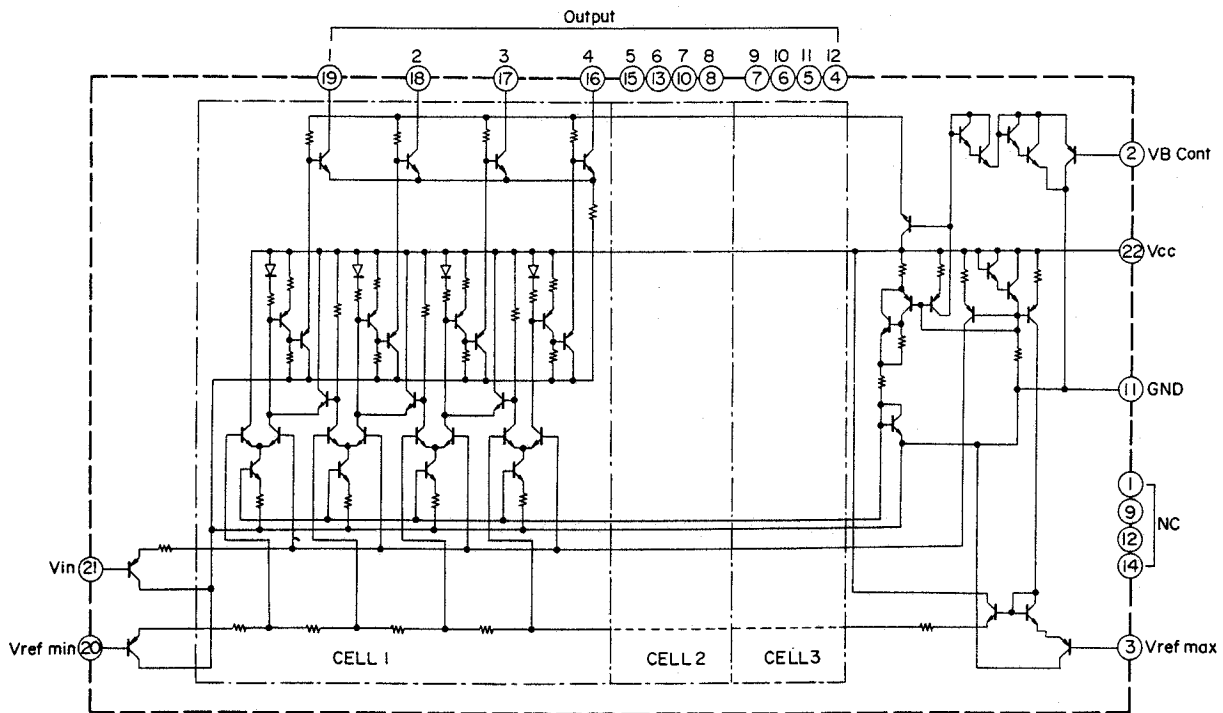 Output
2 3 4 5 6 7 8 9 10 11 12
19 18 17 16 15 13 10 8 7 6 5 4
2 VB Cont
22 Vcc
11 GND
1
9
12
14
NC
Vin 21
Vref min 20
3 Vref max
CELL 1 CELL 2 CELL 3